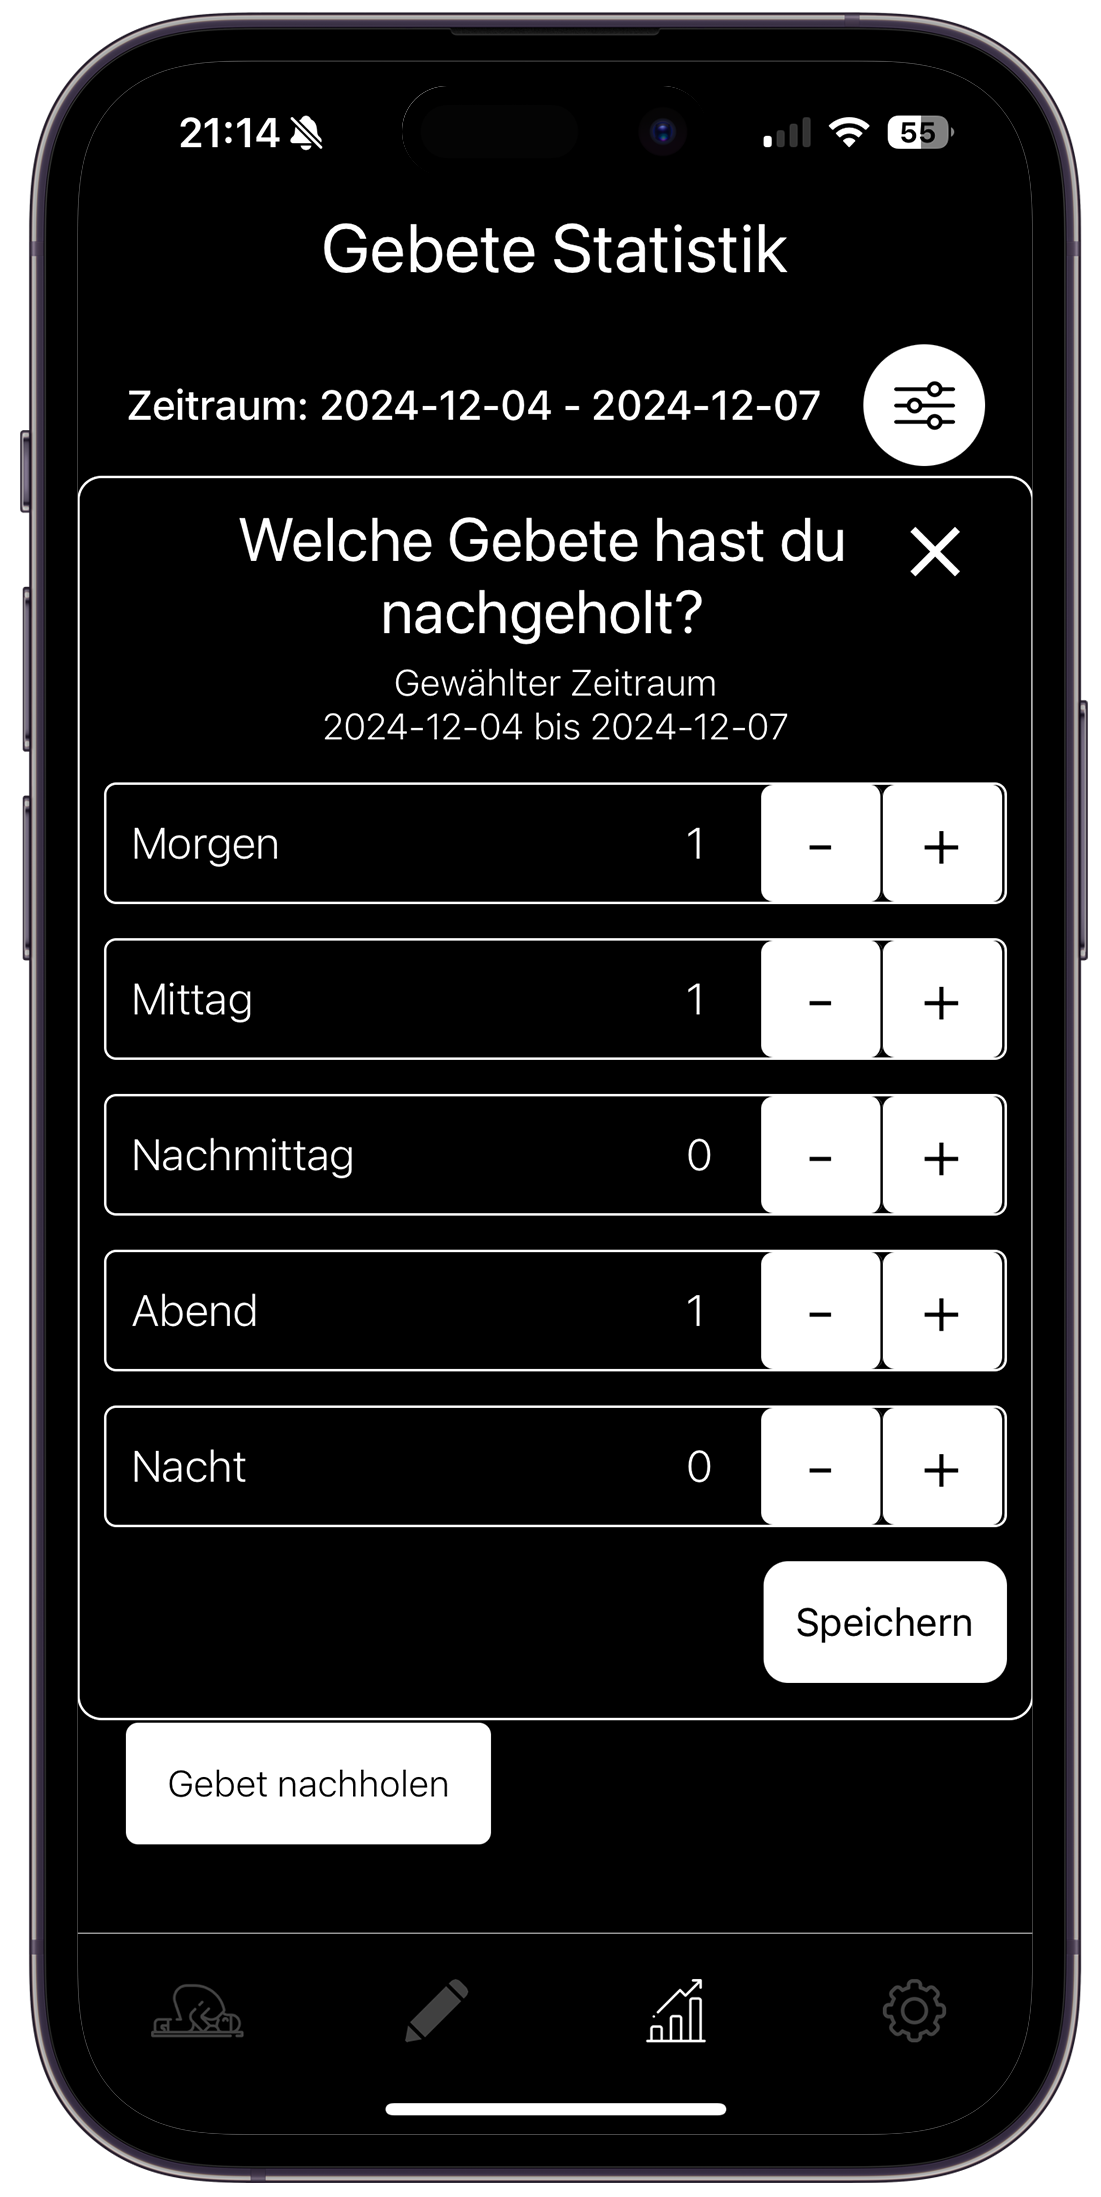 21:14
55
Gebete Statistik
Zeitraum: 2024-12-04 - 2024-12-07
Welche Gebete hast du
nachgeholt?
Gewählter Zeitraum
2024-12-04 bis 2024-12-07
Morgen 1 - +
Mittag 1 - +
Nachmittag 0 - +
Abend 1 - +
Nacht 0 - +
Speichern
Gebet nachholen